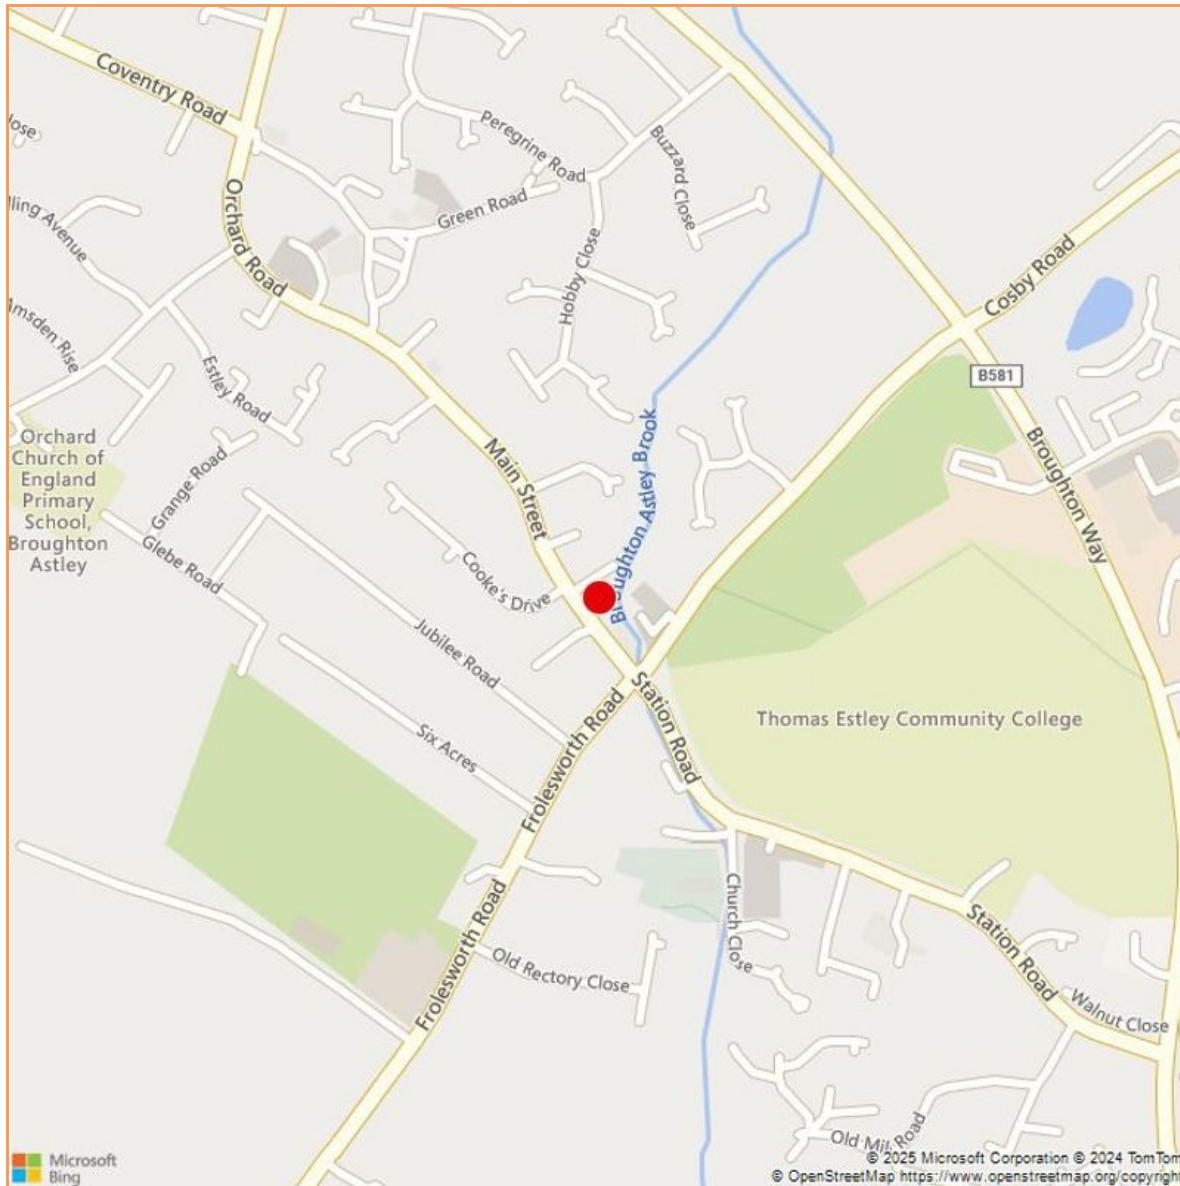 Coventry Road
lose
Peregrine Road
Buzzard Close
Green Road
lling Avenue
Orchard Road
Hobby Close
Cosby Road
Amsden Rise
Estley Road
B581
Orchard
Church of
England
Primary
School,
Broughton
Astley
Grange Road
Main Street
Broughton Astley Brook
Broughton Way
Glebe Road
Cooke's Drive
Jubilee Road
Station Road
Thomas Estley Community College
Six Acres
Frolesworth Road
Church Close
Frolesworth Road
Old Rectory Close
Station Road
Walnut Close
Old Mill Road
Microsoft
Bing
© 2025 Microsoft Corporation © 2024 TomTom
© OpenStreetMap https://www.openstreetmap.org/copyright